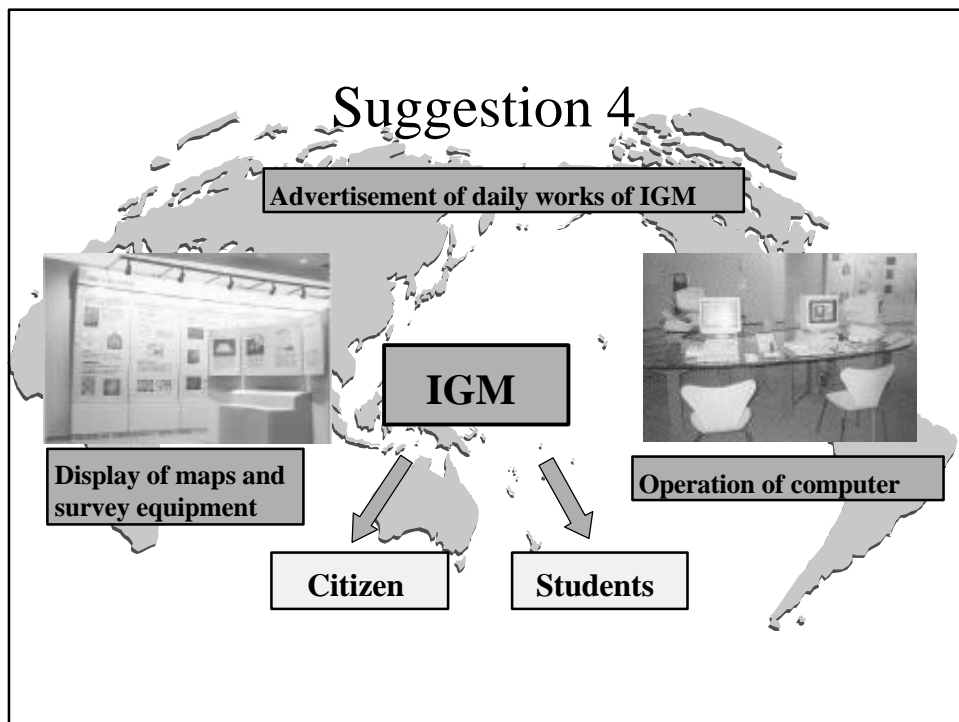 Suggestion 4
Advertisement of daily works of IGM
IGM
Display of maps and
survey equipment
Operation of computer
Citizen
Students